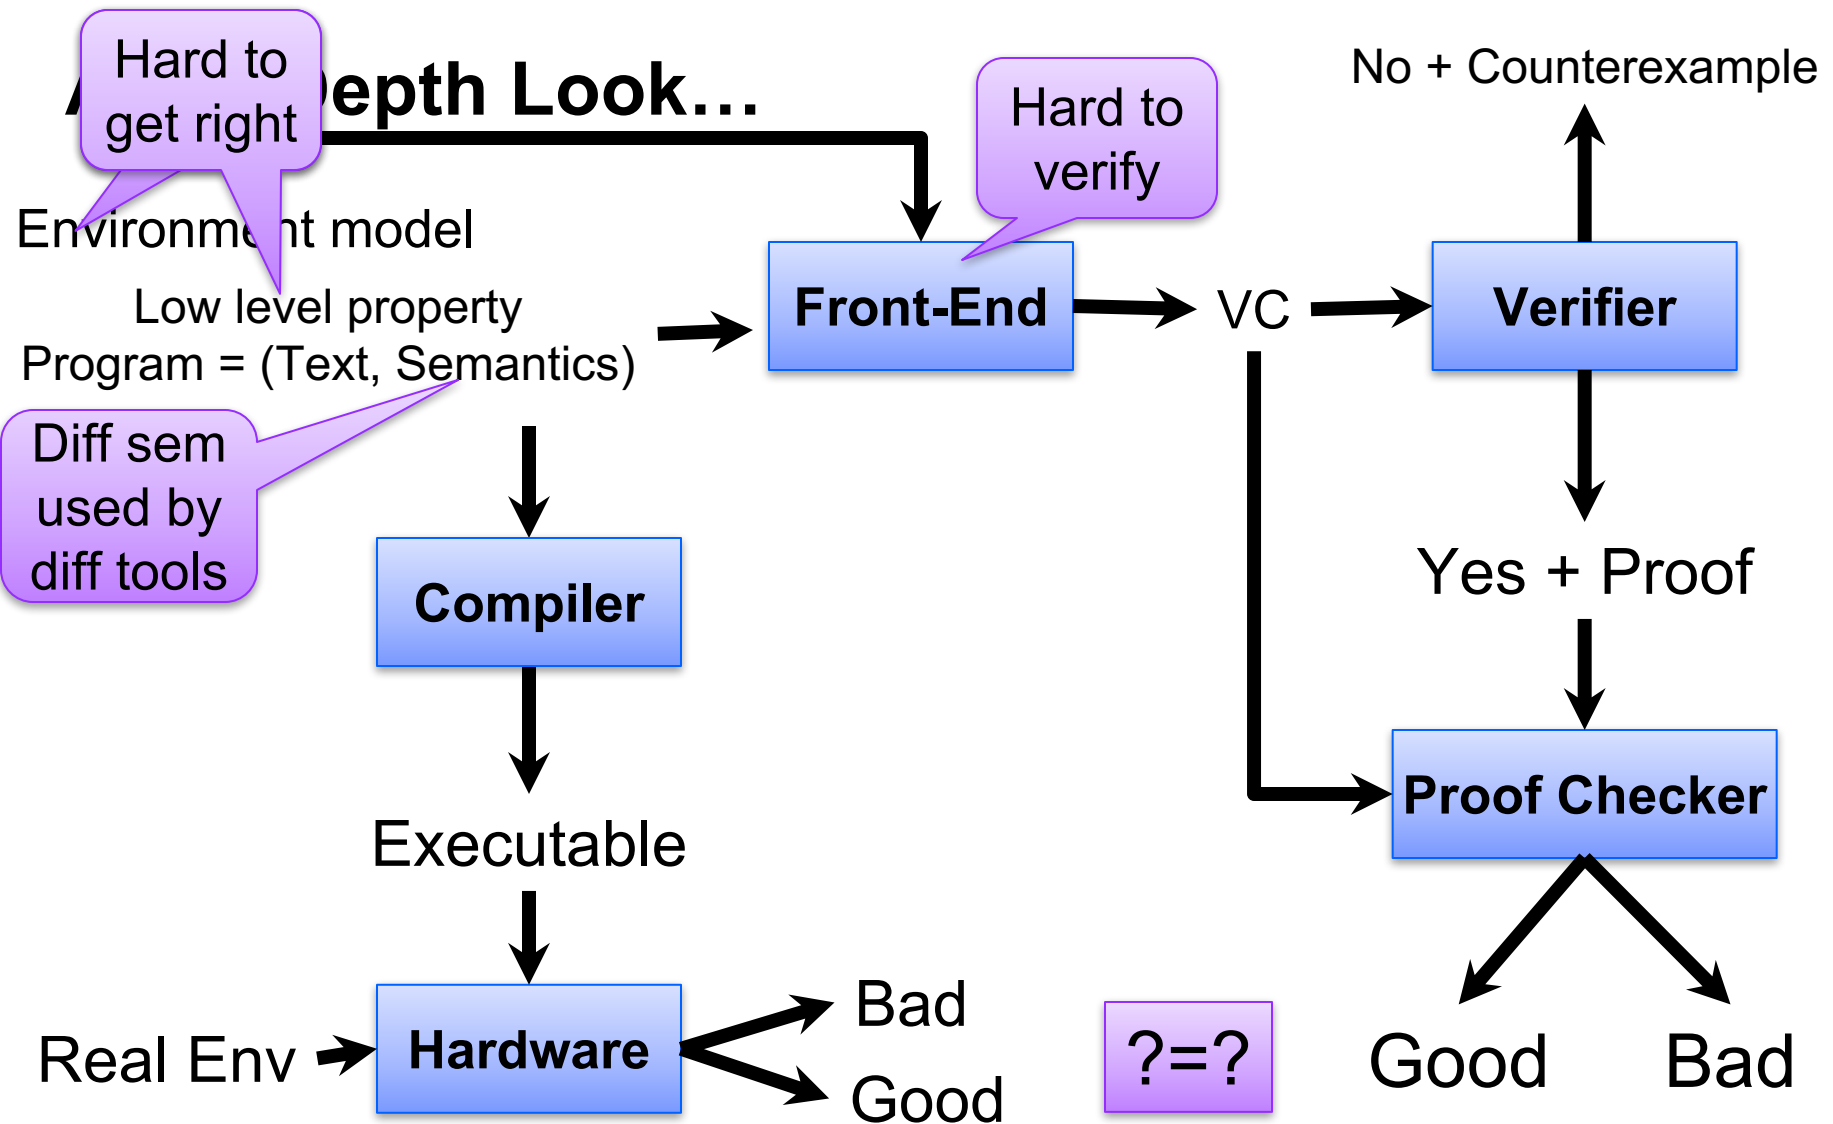 Hard to
get right
Depth Look…
Hard to
verify
No + Counterexample
Environment model
Low level property
Program = (Text, Semantics)
Front-End
VC
Verifier
Diff sem
used by
diff tools
Compiler
Yes + Proof
Proof Checker
Executable
Real Env
Hardware
Bad
Good
?=?
Good
Bad